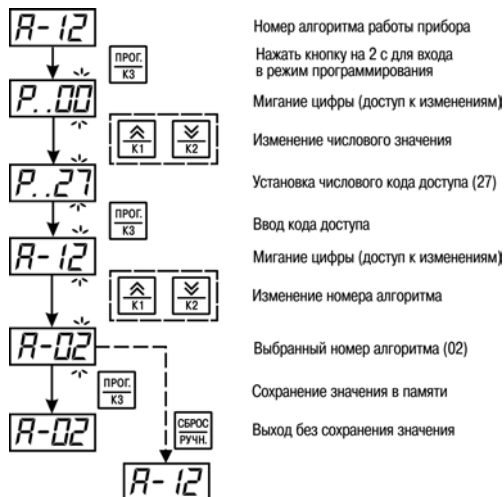 A-12
Номер алгоритма работы прибора
ПРОГ.
К3
Нажать кнопку на 2 с для входа
в режим программирования
P..00
Мигание цифры (доступ к изменениям)
К1
К2
Изменение числового значения
P..27
Установка числового кода доступа (27)
ПРОГ.
К3
Ввод кода доступа
A-12
Мигание цифры (доступ к изменениям)
К1
К2
Изменение номера алгоритма
A-02
Выбранный номер алгоритма (02)
ПРОГ.
К3
Сохранение значения в памяти
A-02
СБРОС
РУЧН.
Выход без сохранения значения
A-12